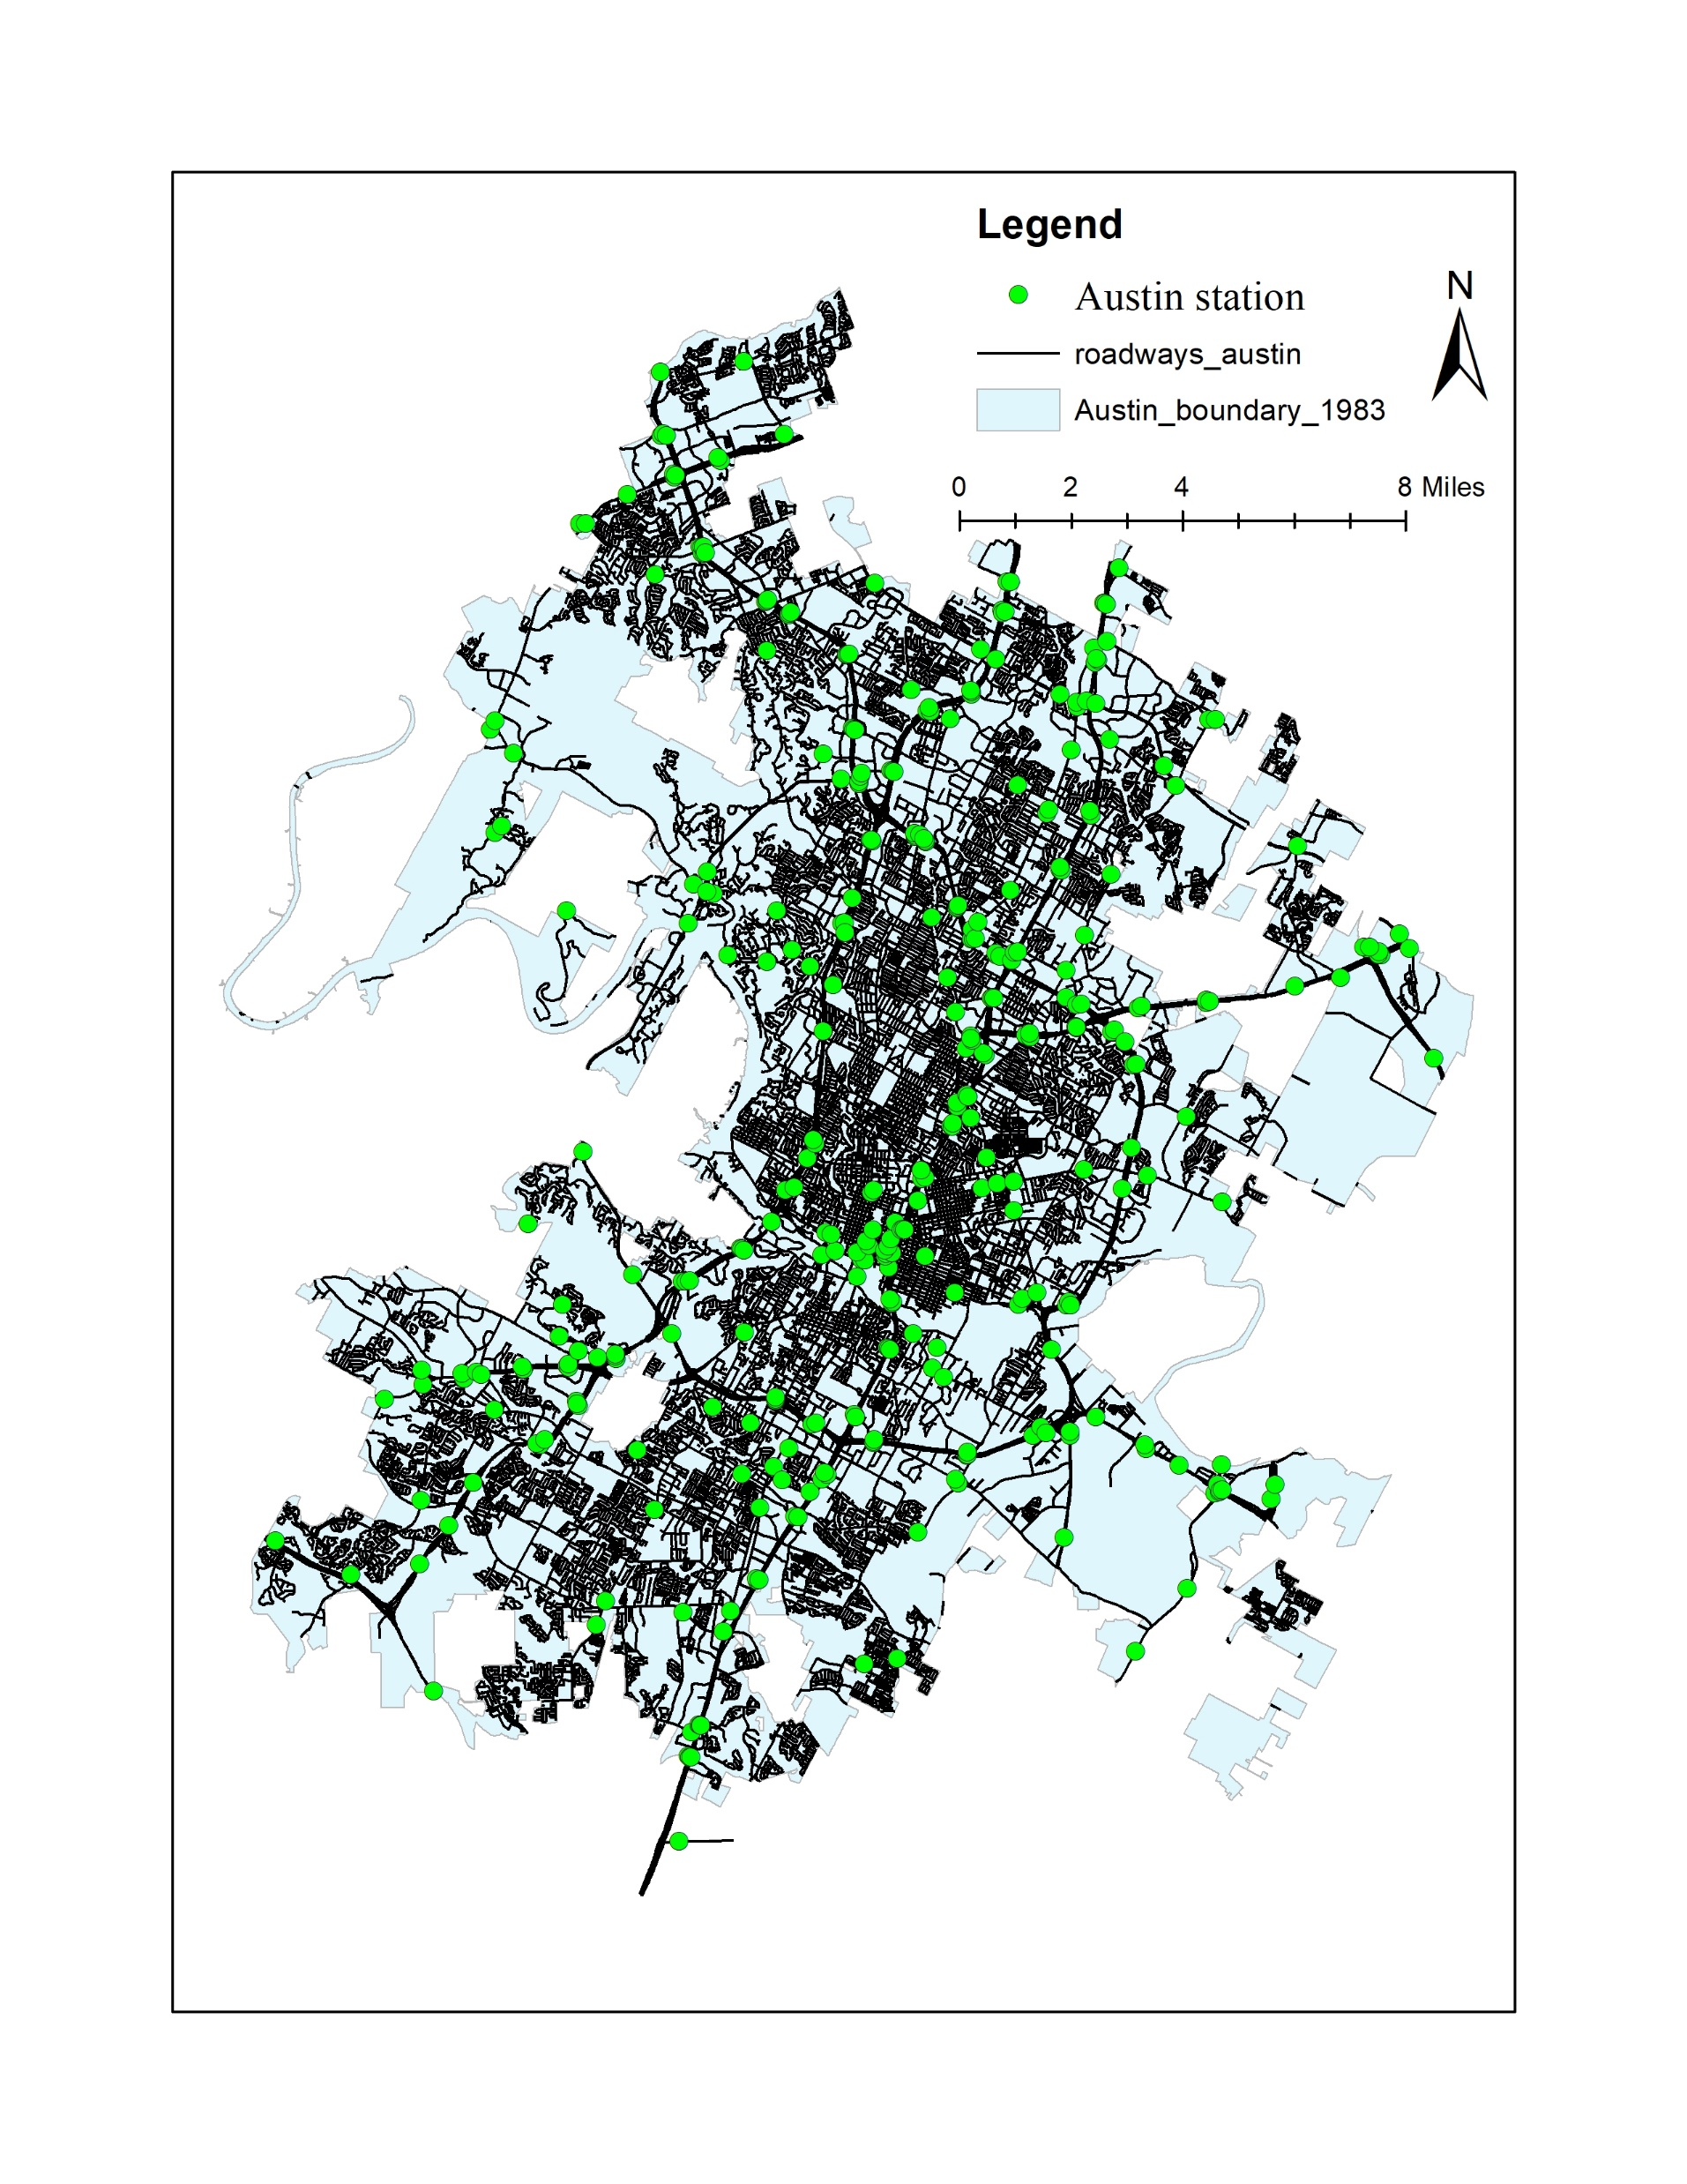 Legend
Austin station
N
roadways_austin
Austin_boundary_1983
0 2 4 8 Miles